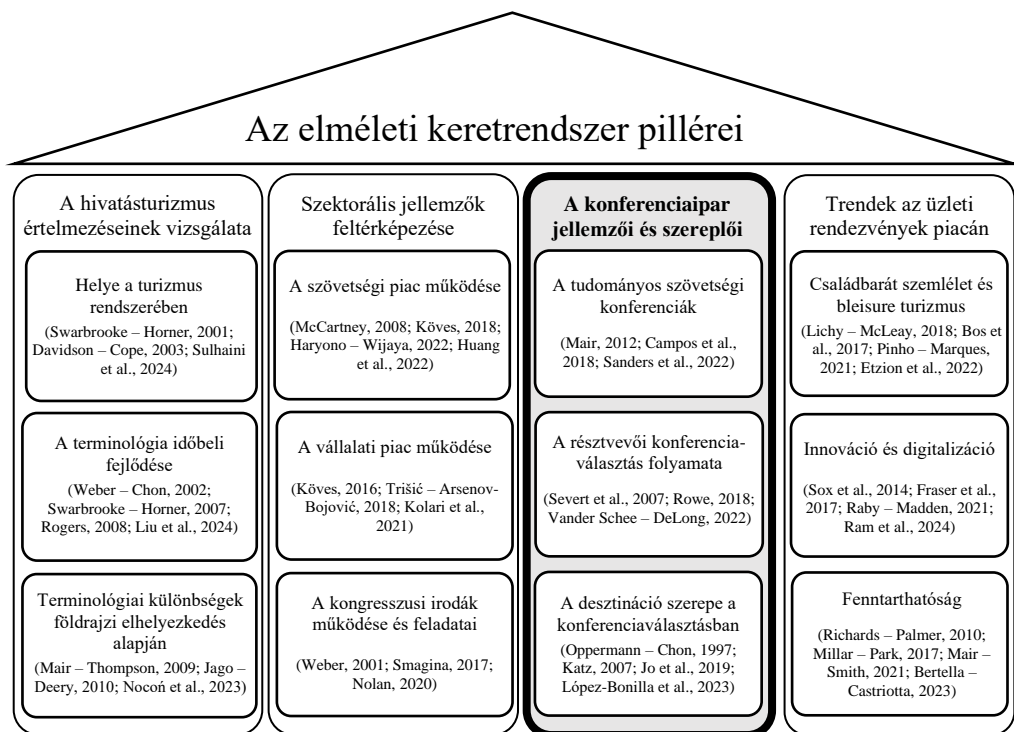 Az elméleti keretrendszer pillérei
A hivatásturizmus
értelmezéseinek vizsgálata
Helye a turizmus
rendszerében
(Swarbrooke – Horner, 2001;
Davidson – Cope, 2003; Sulhaini
et al., 2024)
A terminológia időbeli
fejlődése
(Weber – Chon, 2002;
Swarbrooke – Horner, 2007;
Rogers, 2008; Liu et al., 2024)
Terminológiai különbségek
földrajzi elhelyezkedés
alapján
(Mair – Thompson, 2009; Jago –
Deery, 2010; Nocoń et al., 2023)
Szektorális jellemzők
feltérképezése
A szövetségi piac működése
(McCartney, 2008; Köves, 2018;
Haryono – Wijaya, 2022; Huang
et al., 2022)
A vállalati piac működése
(Köves, 2016; Trišić – Arsenov-
Bojović, 2018; Kolari et al.,
2021)
A kongresszusi irodák
működése és feladatai
(Weber, 2001; Smagina, 2017;
Nolan, 2020)
A konferenciaipar
jellemzői és szereplői
A tudományos szövetségi
konferenciák
(Mair, 2012; Campos et al.,
2018; Sanders et al., 2022)
A résztvevői konferencia-
választás folyamata
(Severt et al., 2007; Rowe, 2018;
Vander Schee – DeLong, 2022)
A desztináció szerepe a
konferenciaválasztásban
(Oppermann – Chon, 1997;
Katz, 2007; Jo et al., 2019;
López-Bonilla et al., 2023)
Trendek az üzleti
rendezvények piacán
Családbarát szemlélet és
bleisure turizmus
(Lichy – McLeay, 2018; Bos et
al., 2017; Pinho – Marques,
2021; Etzion et al., 2022)
Innováció és digitalizáció
(Sox et al., 2014; Fraser et al.,
2017; Raby – Madden, 2021;
Ram et al., 2024)
Fenntarthatóság
(Richards – Palmer, 2010;
Millar – Park, 2017; Mair –
Smith, 2021; Bertella –
Castriotta, 2023)